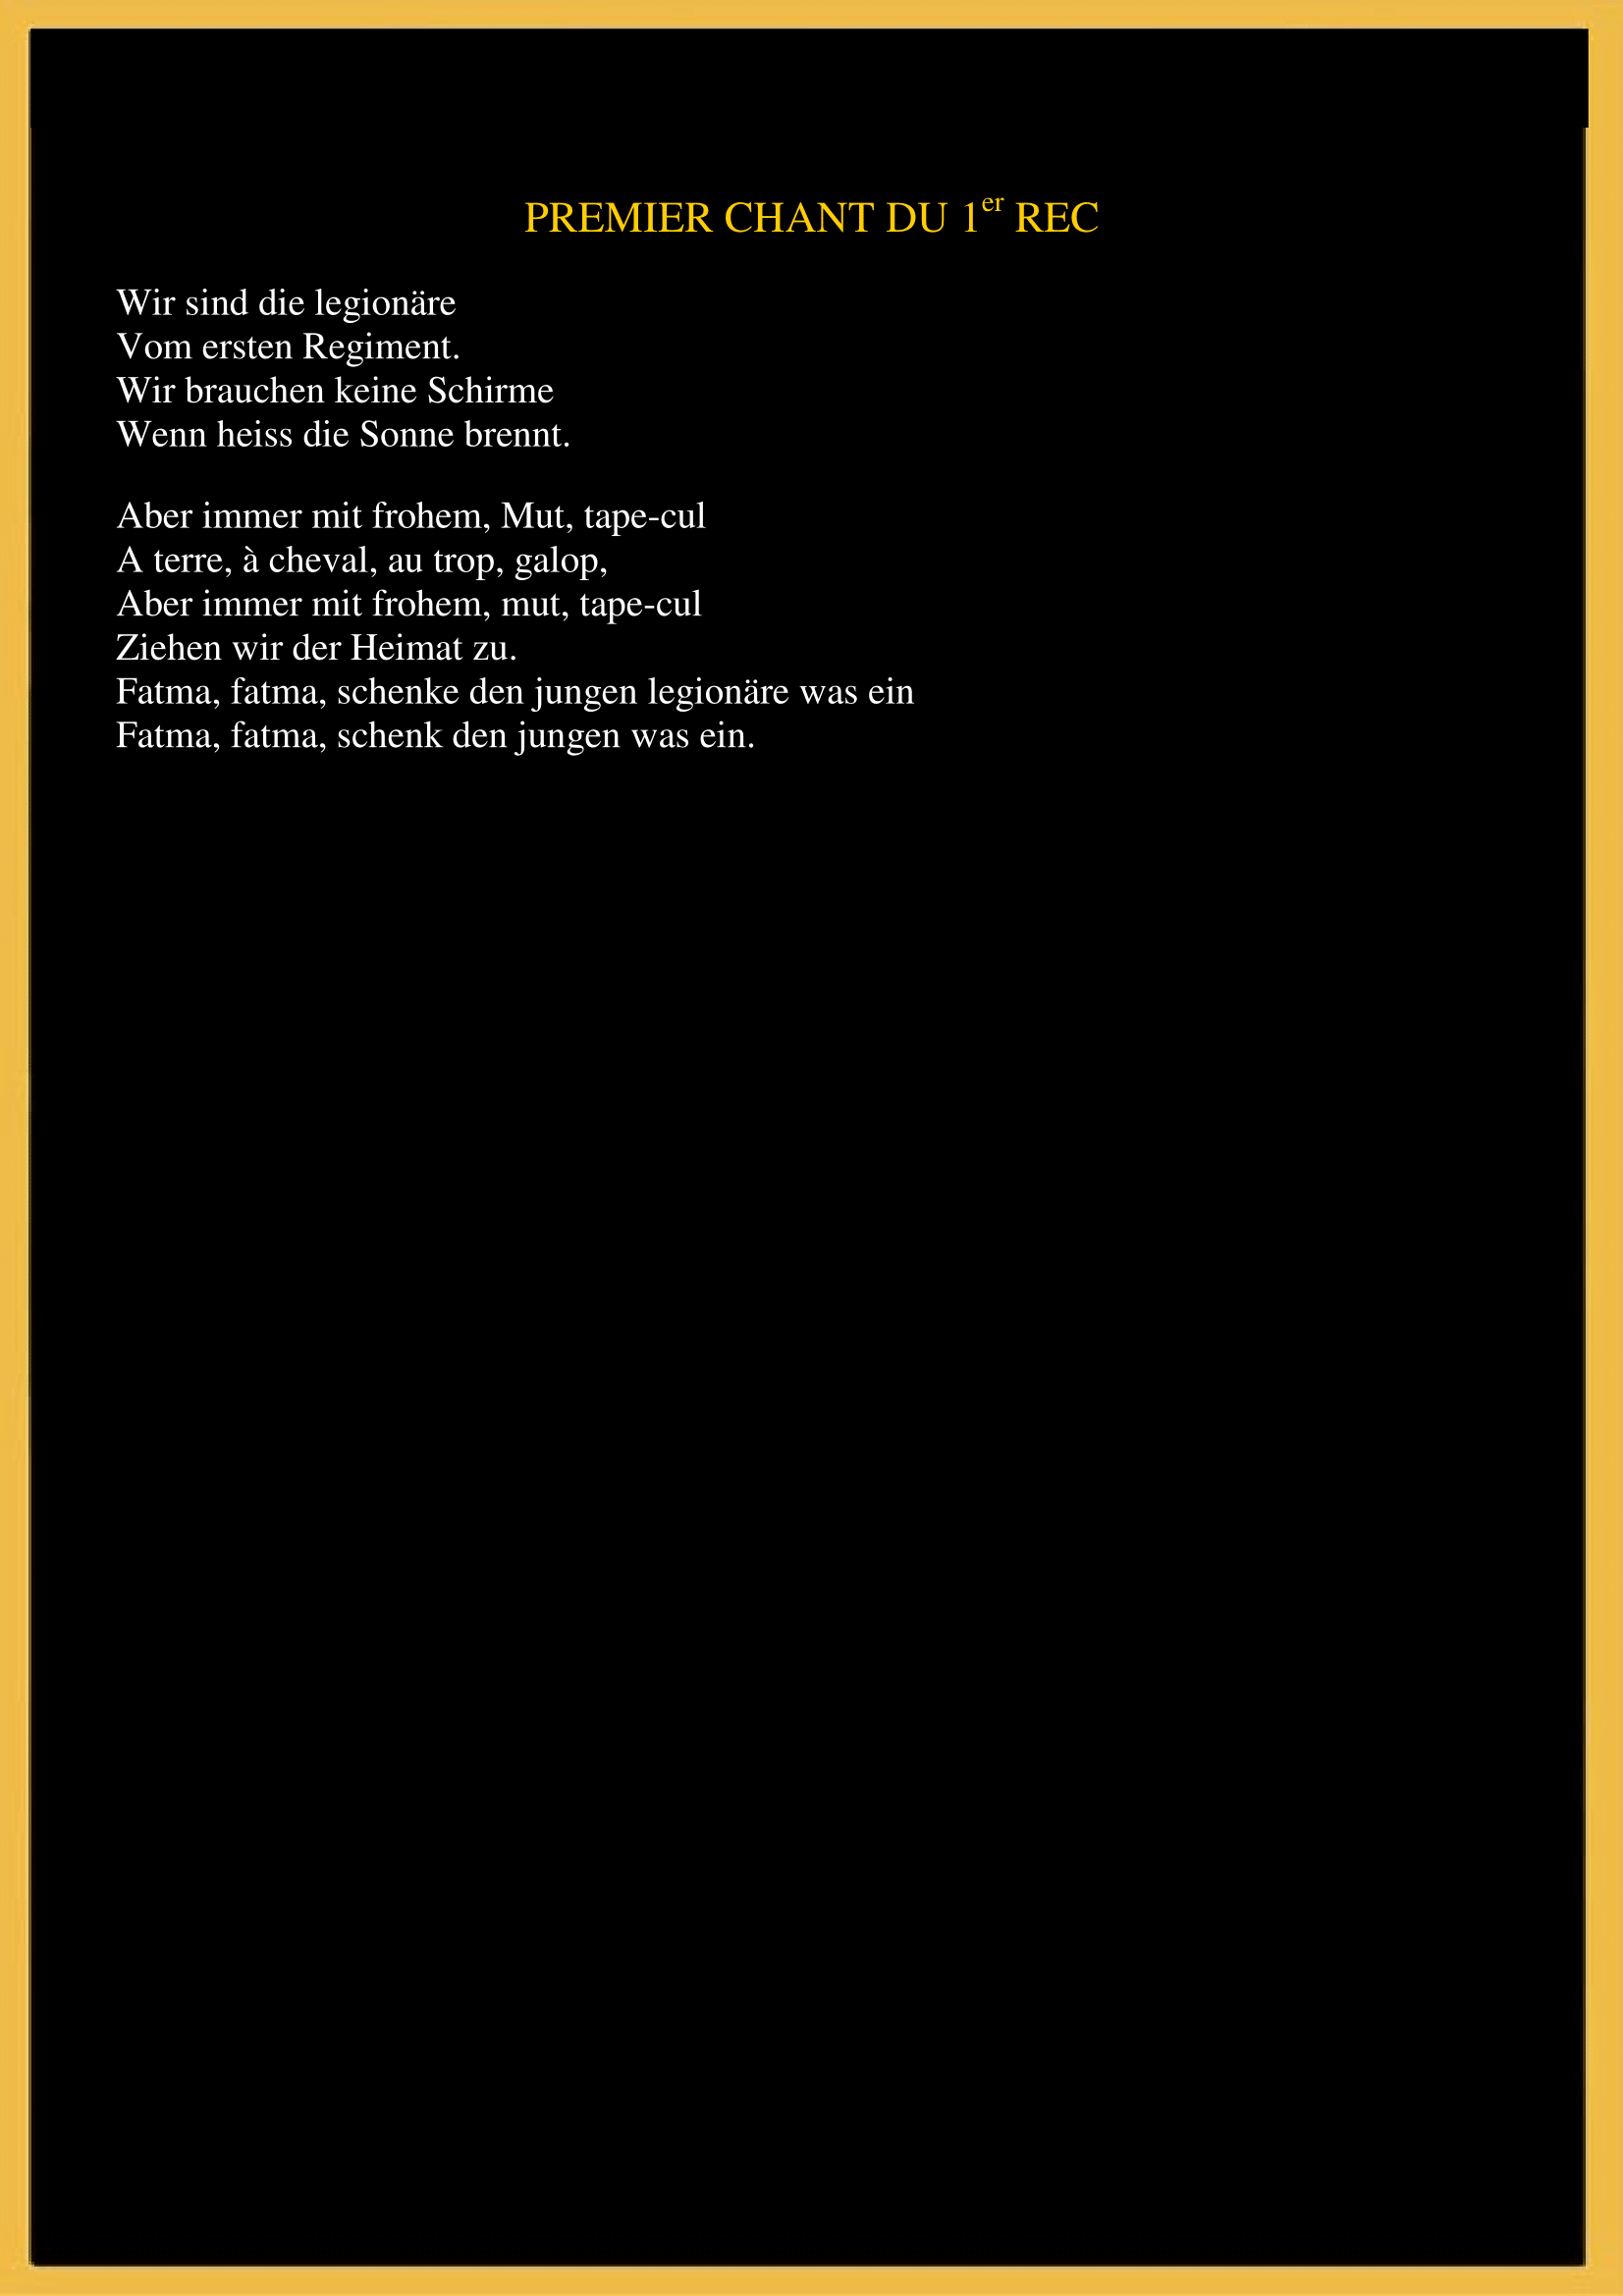 PREMIER CHANT DU 1er REC
Wir sind die legionäre
Vom ersten Regiment.
Wir brauchen keine Schirme
Wenn heiss die Sonne brennt.
Aber immer mit frohem, Mut, tape-cul
A terre, à cheval, au trop, galop,
Aber immer mit frohem, mut, tape-cul
Ziehen wir der Heimat zu.
Fatma, fatma, schenke den jungen legionäre was ein
Fatma, fatma, schenk den jungen was ein.